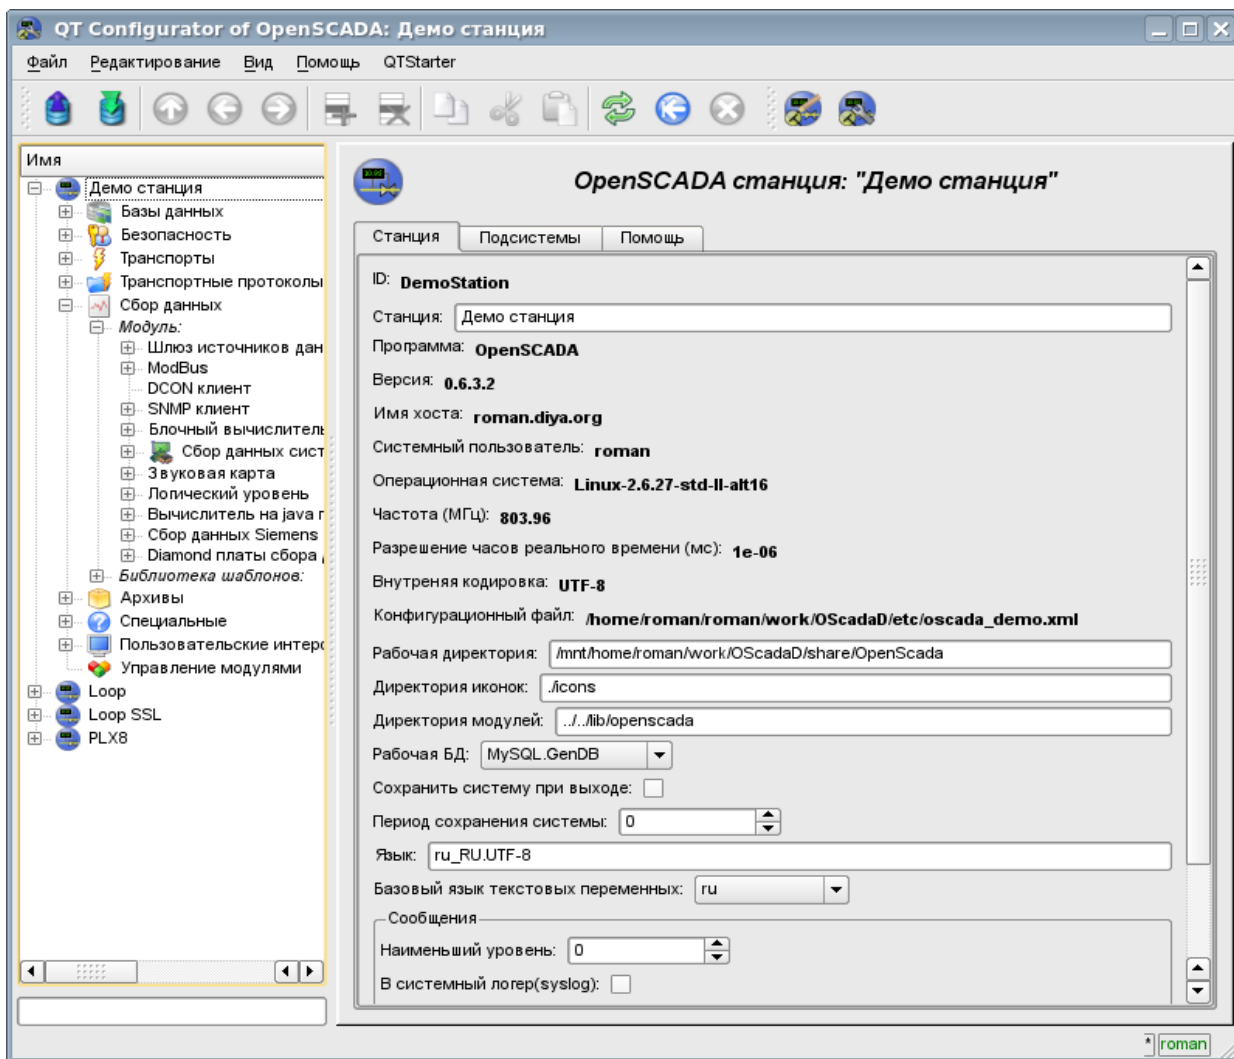 QT Configurator of OpenSCADA: Демо станция
Файл Редактирование Вид Помощь QTStarter
Имя
Демо станция
Базы данных
Безопасность
Транспорты
Транспортные протоколы
Сбор данных
Модуль:
Шлюз источников дан
ModBus
DCON клиент
SNMP клиент
Блочный вычислитель
Сбор данных сист
Звуковая карта
Логический уровень
Вычислитель на java п
Сбор данных Siemens
Diamond платы сбора
Библиотека шаблонов:
Архивы
Специальные
Пользовательские интерф
Управление модулями
Loop
Loop SSL
PLX8
OpenSCADA станция: "Демо станция"
Станция Подсистемы Помощь
ID: DemoStation
Станция: Демо станция
Программа: OpenSCADA
Версия: 0.6.3.2
Имя хоста: roman.diya.org
Системный пользователь: roman
Операционная система: Linux-2.6.27-std-ll-alt16
Частота (МГц): 803.96
Разрешение часов реального времени (мс): 1e-06
Внутреняя кодировка: UTF-8
Конфигурационный файл: /home/roman/roman/work/OScadaD/etc/oscada_demo.xml
Рабочая директория: /mnt/home/roman/work/OScadaD/share/OpenScada
Директория иконок: ./icons
Директория модулей: ../../lib/openscada
Рабочая БД: MySQL.GenDB
Сохранить систему при выходе:
Период сохранения системы: 0
Язык: ru_RU.UTF-8
Базовый язык текстовых переменных: ru
Сообщения
Наименьший уровень: 0
В системный логер(syslog):
* roman